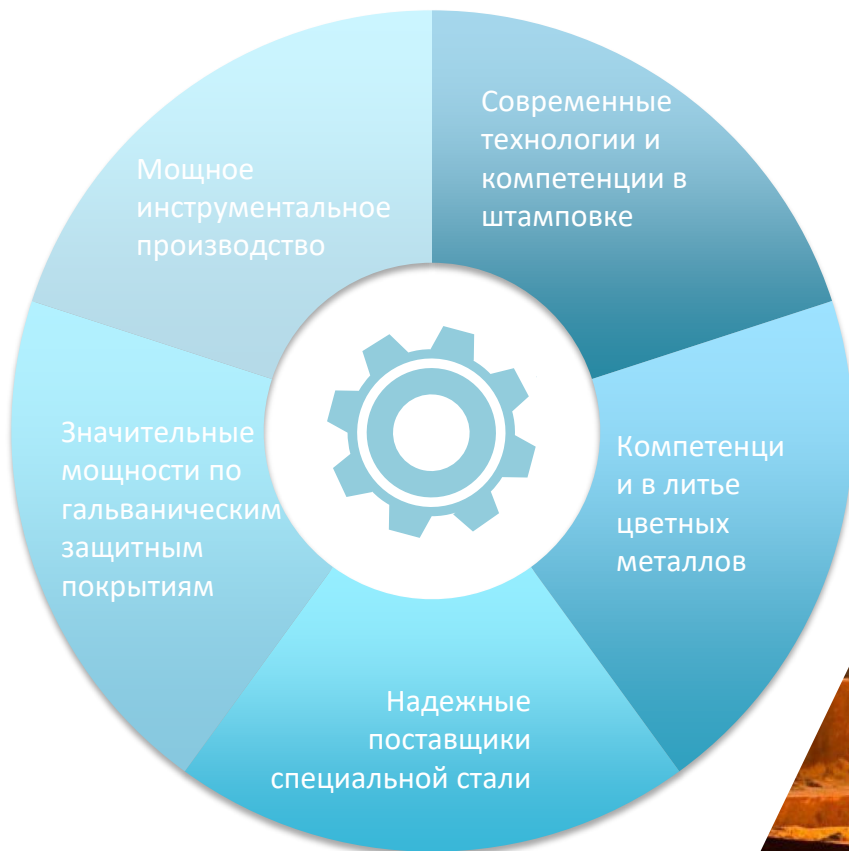 Современные
технологии и
компетенции в
штамповке
Компетенци
и в литье
цветных
металлов
Надежные
поставщики
специальной стали
Значительные
мощности по
гальваническим
защитным
покрытиям
Мощное
инструментальное
производство